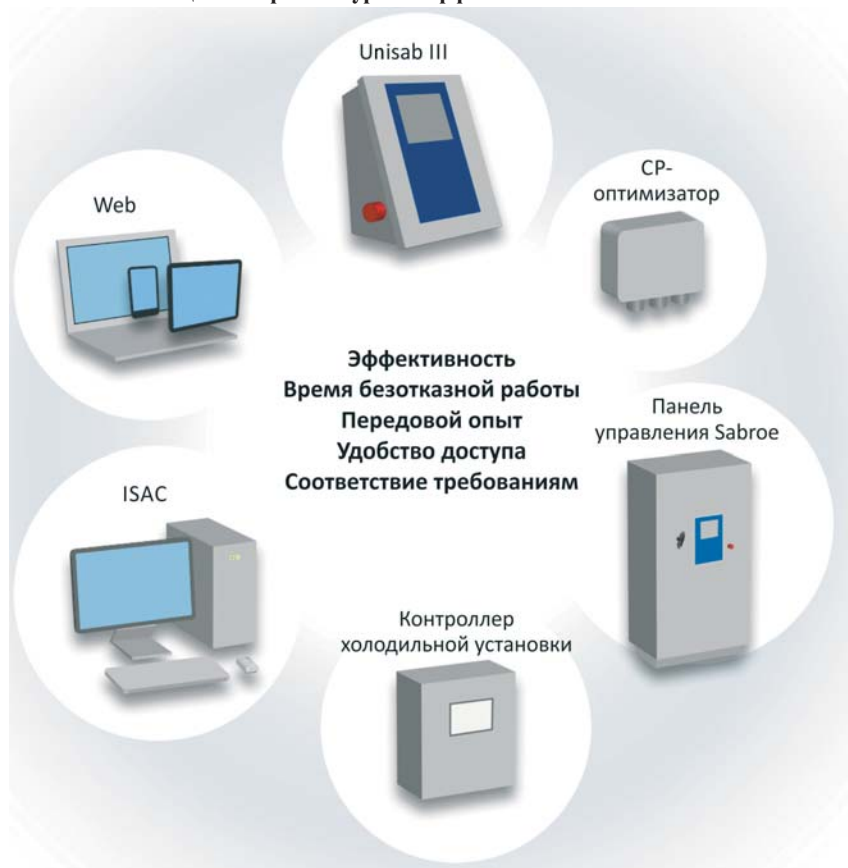 Unisab III
CP-
оптимизатор
Web
Эффективность
Время безотказной работы
Передовой опыт
Удобство доступа
Соответствие требованиям
Панель
управления Sabroe
ISAC
Контроллер
холодильной установки